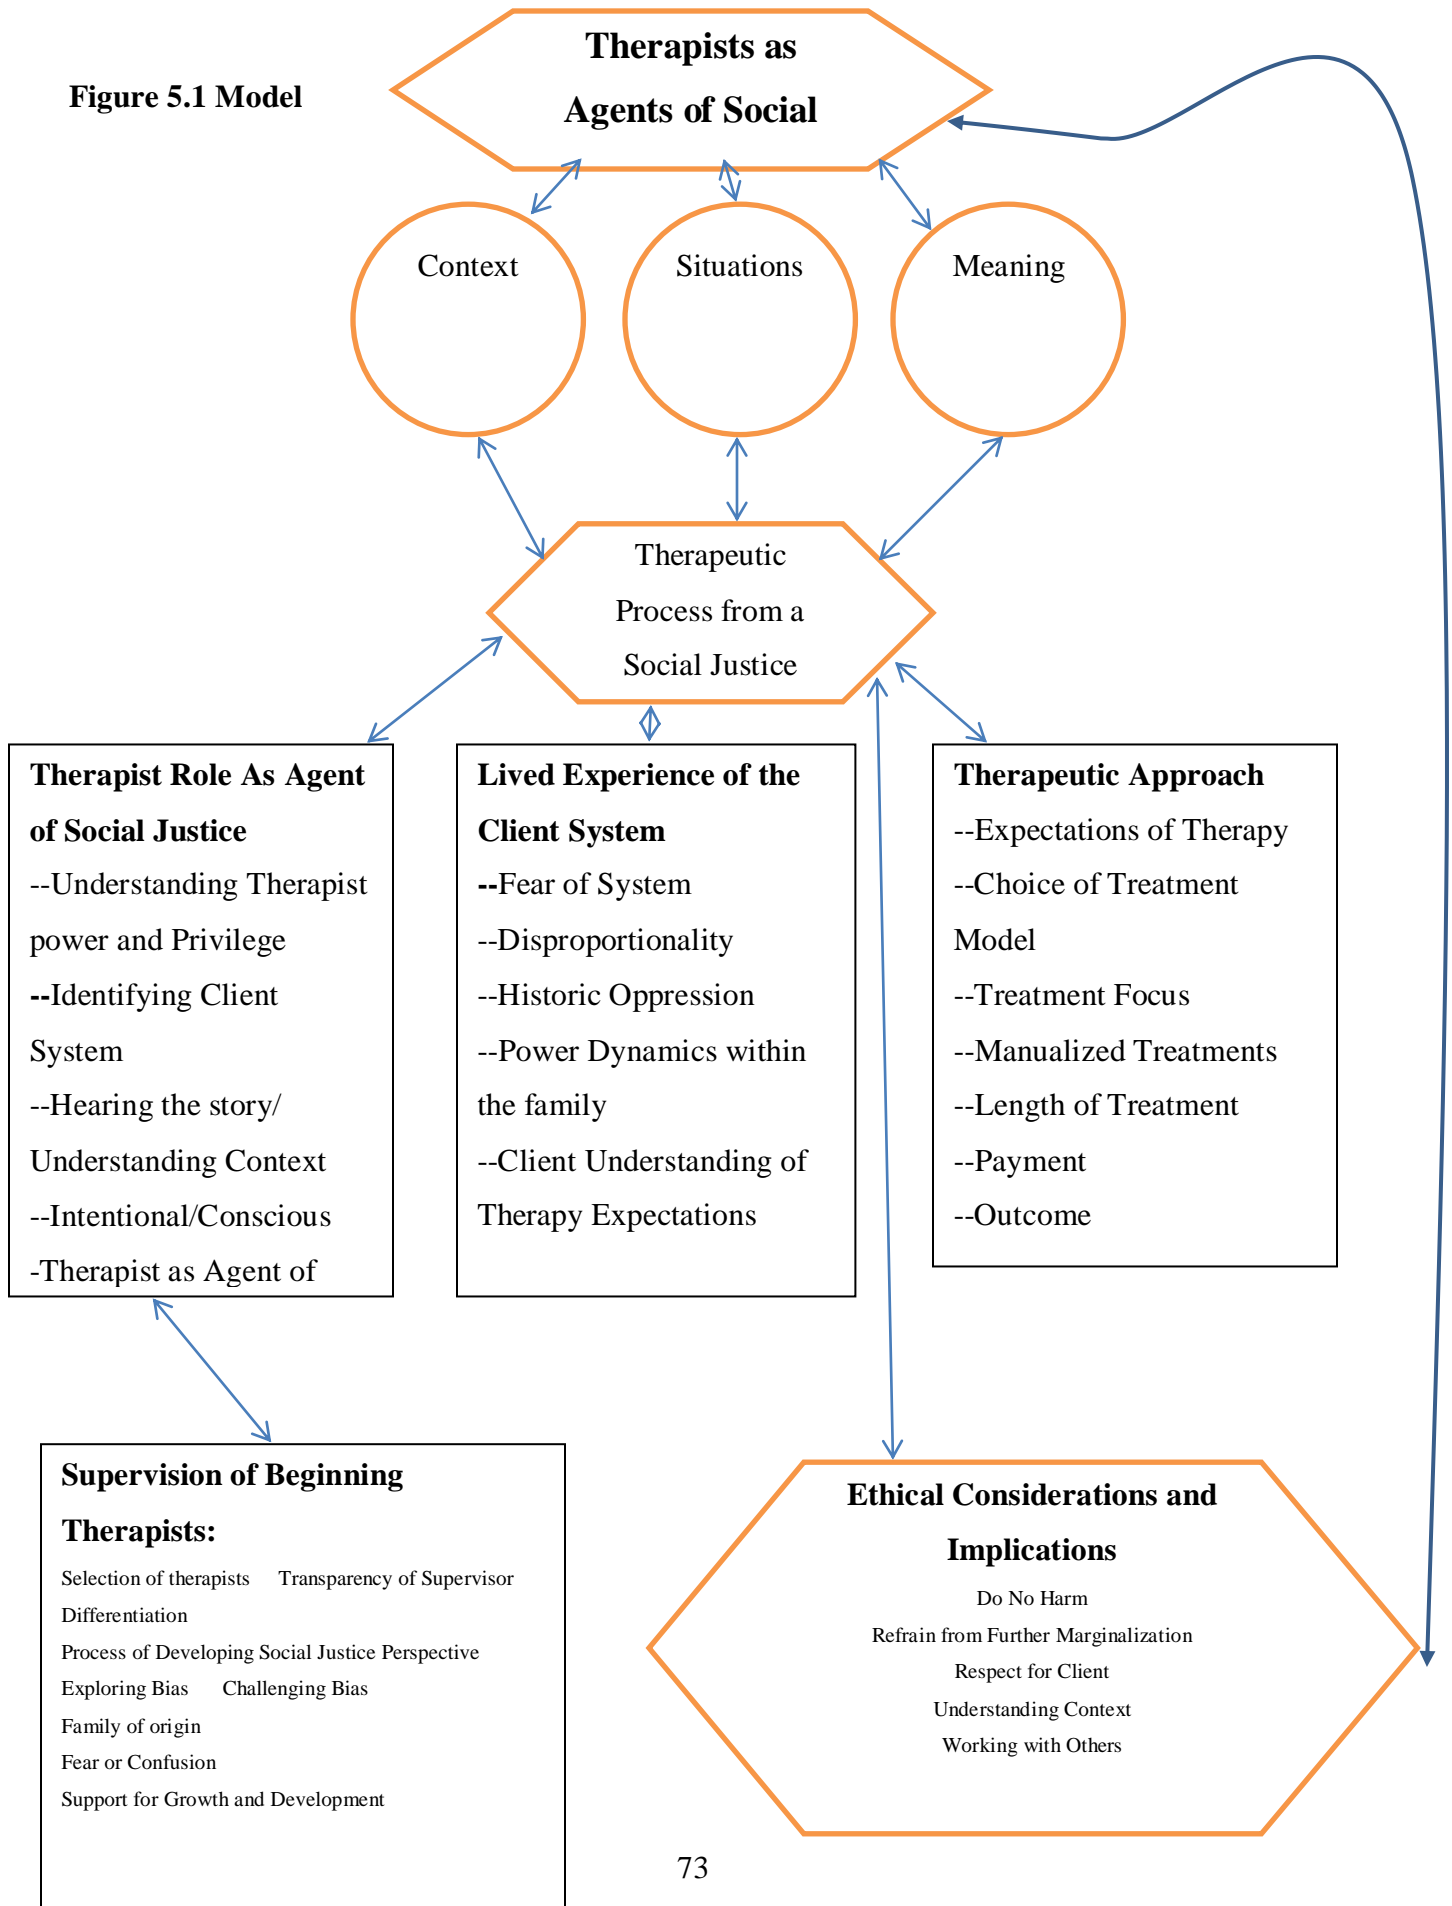 Figure 5.1 Model
Therapists as
Agents of Social
Context
Situations
Meaning
Therapeutic
Process from a
Social Justice
Therapist Role As Agent
of Social Justice
--Understanding Therapist
power and Privilege
--Identifying Client
System
--Hearing the story/
Understanding Context
--Intentional/Conscious
-Therapist as Agent of
Lived Experience of the
Client System
--Fear of System
--Disproportionality
--Historic Oppression
--Power Dynamics within
the family
--Client Understanding of
Therapy Expectations
Therapeutic Approach
--Expectations of Therapy
--Choice of Treatment
Model
--Treatment Focus
--Manualized Treatments
--Length of Treatment
--Payment
--Outcome
Supervision of Beginning
Therapists:
Selection of therapists Transparency of Supervisor
Differentiation
Process of Developing Social Justice Perspective
Exploring Bias Challenging Bias
Family of origin
Fear or Confusion
Support for Growth and Development
Ethical Considerations and
Implications
Do No Harm
Refrain from Further Marginalization
Respect for Client
Understanding Context
Working with Others
73